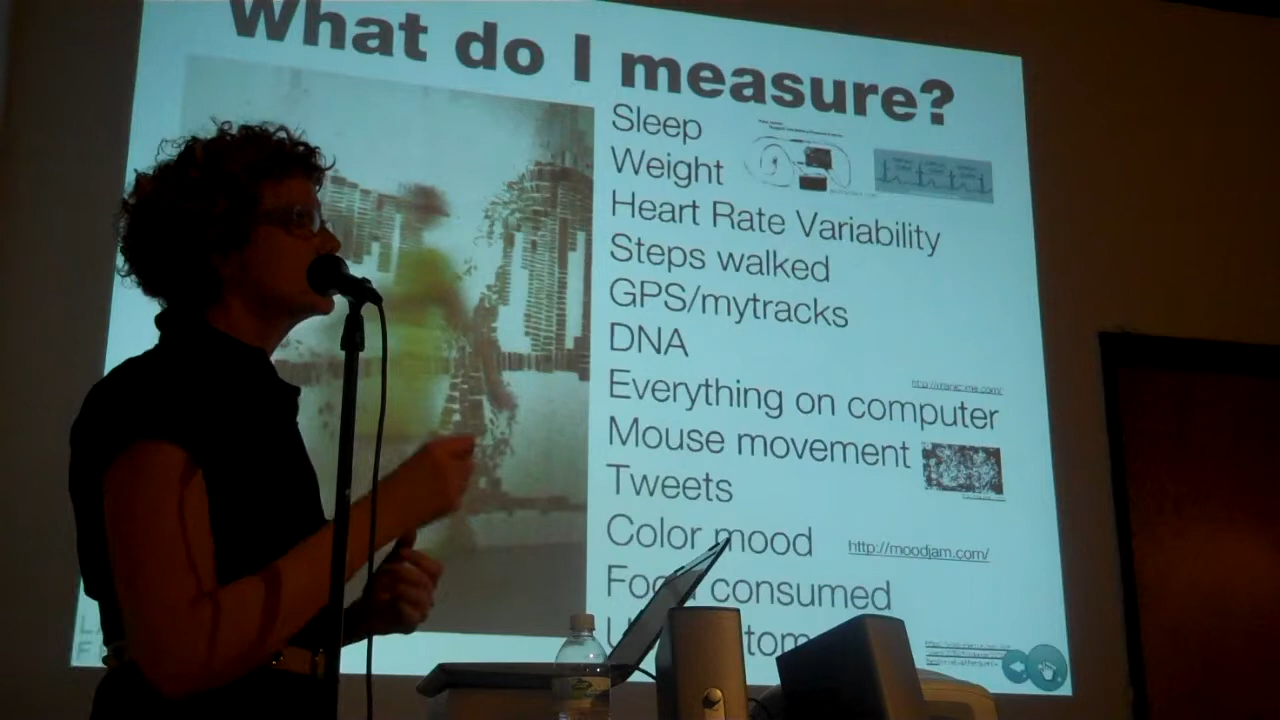 What do I measure?
Sleep
Weight
Heart Rate Variability
Steps walked
GPS/mytracks
DNA
Everything on computer
Mouse movement
Tweets
Color mood
http://moodjam.com/
consumed